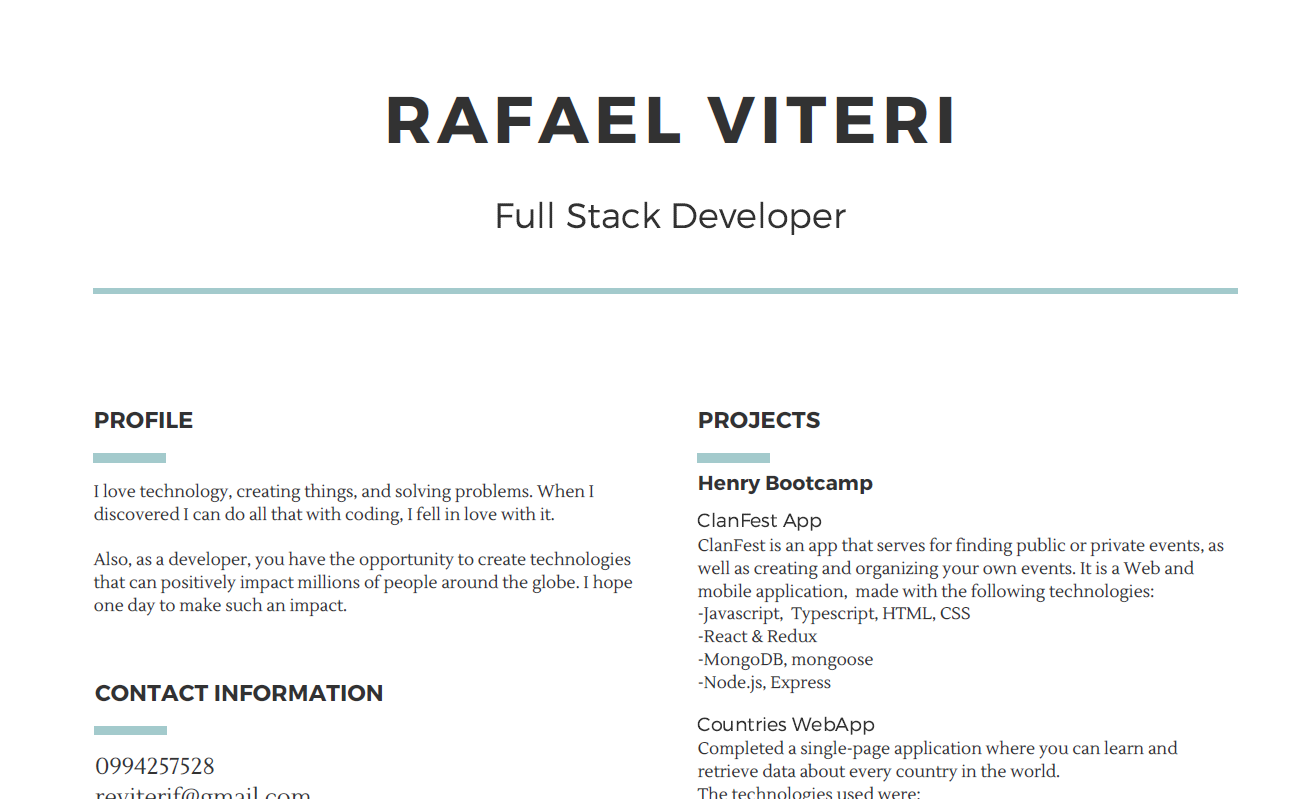 RAFAEL VITERI
Full Stack Developer
PROFILE
I love technology, creating things, and solving problems. When I
discovered I can do all that with coding, I fell in love with it.
Also, as a developer, you have the opportunity to create technologies
that can positively impact millions of people around the globe. I hope
one day to make such an impact.
CONTACT INFORMATION
0994257528
reviterif@gmail.com
PROJECTS
Henry Bootcamp
ClanFest App
ClanFest is an app that serves for finding public or private events, as
well as creating and organizing your own events. It is a Web and
mobile application,  made with the following technologies:
-Javascript,  Typescript, HTML, CSS
-React & Redux
-MongoDB, mongoose
-Node.js, Express
Countries WebApp
Completed a single-page application where you can learn and
retrieve data about every country in the world.
The technologies used were: